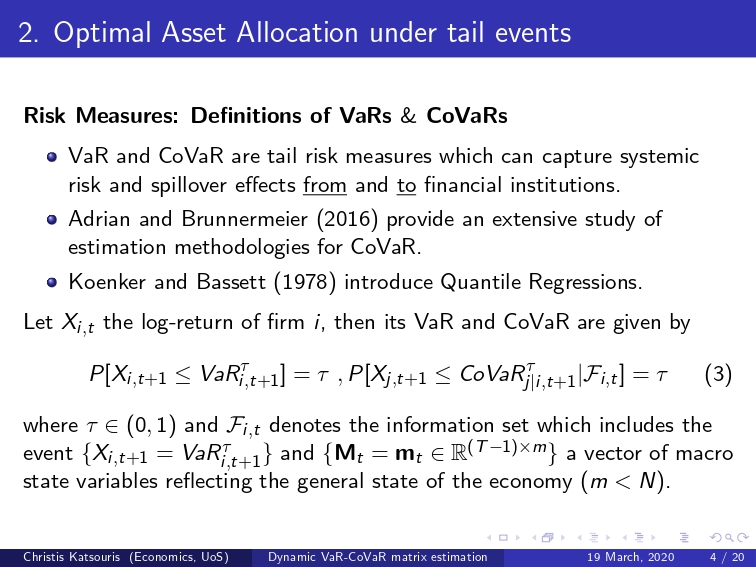 2. Optimal Asset Allocation under tail events
Risk Measures: Definitions of VaRs & CoVaRs
VaR and CoVaR are tail risk measures which can capture systemic
risk and spillover effects from and to financial institutions.
Adrian and Brunnermeier (2016) provide an extensive study of
estimation methodologies for CoVaR.
Koenker and Bassett (1978) introduce Quantile Regressions.
Let $X_{i,t}$ the log-return of firm $i$, then its VaR and CoVaR are given by
$P[X_{i,t+1} \leq VaR^{\tau}_{i,t+1}] = \tau \ , P[X_{j,t+1} \leq CoVaR^{\tau}_{j|i,t+1} | \mathcal{F}_{i,t}] = \tau$ (3)
where $\tau \in (0, 1)$ and $\mathcal{F}_{i,t}$ denotes the information set which includes the
event $\{X_{i,t+1} = VaR^{\tau}_{i,t+1}\}$ and $\{\mathbf{M}_t = \mathbf{m}_t \in \mathbb{R}^{(T-1) \times m}\}$ a vector of macro
state variables reflecting the general state of the economy ($m < N$).
Christis Katsouris (Economics, UoS) Dynamic VaR-CoVaR matrix estimation 19 March, 2020 4 / 20